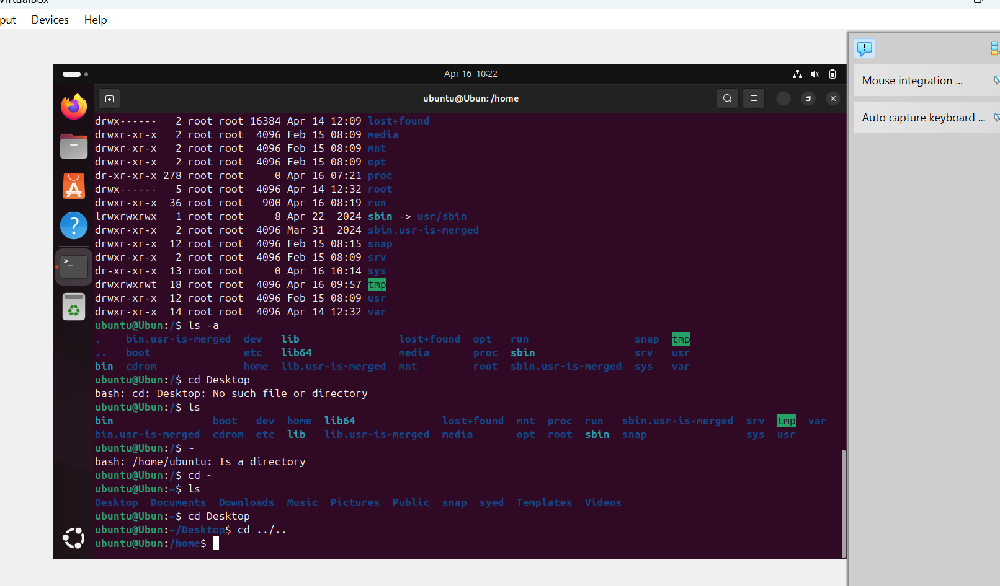 VirtualBox
put Devices Help
Apr 16 10:22
ubuntu@Ubun: /home
drwx------   2 root root 16384 Apr 14 12:09 lost+found
drwxr-xr-x   2 root root  4096 Feb 15 08:09 media
drwxr-xr-x   2 root root  4096 Feb 15 08:09 mnt
drwxr-xr-x   2 root root  4096 Feb 15 08:09 opt
dr-xr-xr-x 278 root root     0 Apr 16 07:21 proc
drwx------   5 root root  4096 Apr 14 12:32 root
drwxr-xr-x  36 root root   900 Apr 16 08:19 run
lrwxrwxrwx   1 root root     8 Apr 22  2024 sbin -> usr/sbin
drwxr-xr-x   2 root root  4096 Mar 31  2024 sbin.usr-is-merged
drwxr-xr-x  12 root root  4096 Feb 15 08:15 snap
drwxr-xr-x   2 root root  4096 Feb 15 08:09 srv
dr-xr-xr-x  13 root root     0 Apr 16 10:14 sys
drwxrwxrwt  18 root root  4096 Apr 16 09:57 tmp
drwxr-xr-x  12 root root  4096 Feb 15 08:09 usr
drwxr-xr-x  14 root root  4096 Apr 14 12:32 var
ubuntu@Ubun:/$ ls -a
.    bin.usr-is-merged  dev   lib                lost+found  opt   run                 snap  tmp
..   boot               etc   lib64              media       proc  sbin                srv   usr
bin  cdrom              home  lib.usr-is-merged  mnt         root  sbin.usr-is-merged  sys   var
ubuntu@Ubun:/$ cd Desktop
bash: cd: Desktop: No such file or directory
ubuntu@Ubun:/$ ls
bin                boot   dev  home  lib64              lost+found  mnt  proc  run   sbin.usr-is-merged  srv  tmp  var
bin.usr-is-merged  cdrom  etc  lib   lib.usr-is-merged  media       opt  root  sbin  snap                sys  usr
ubuntu@Ubun:/$ ~
bash: /home/ubuntu: Is a directory
ubuntu@Ubun:/$ cd ~
ubuntu@Ubun:~$ ls
Desktop  Documents  Downloads  Music  Pictures  Public  snap  syed  Templates  Videos
ubuntu@Ubun:~$ cd Desktop
ubuntu@Ubun:~/Desktop$ cd ../..
ubuntu@Ubun:/home$
Mouse integration ...
Auto capture keyboard ...